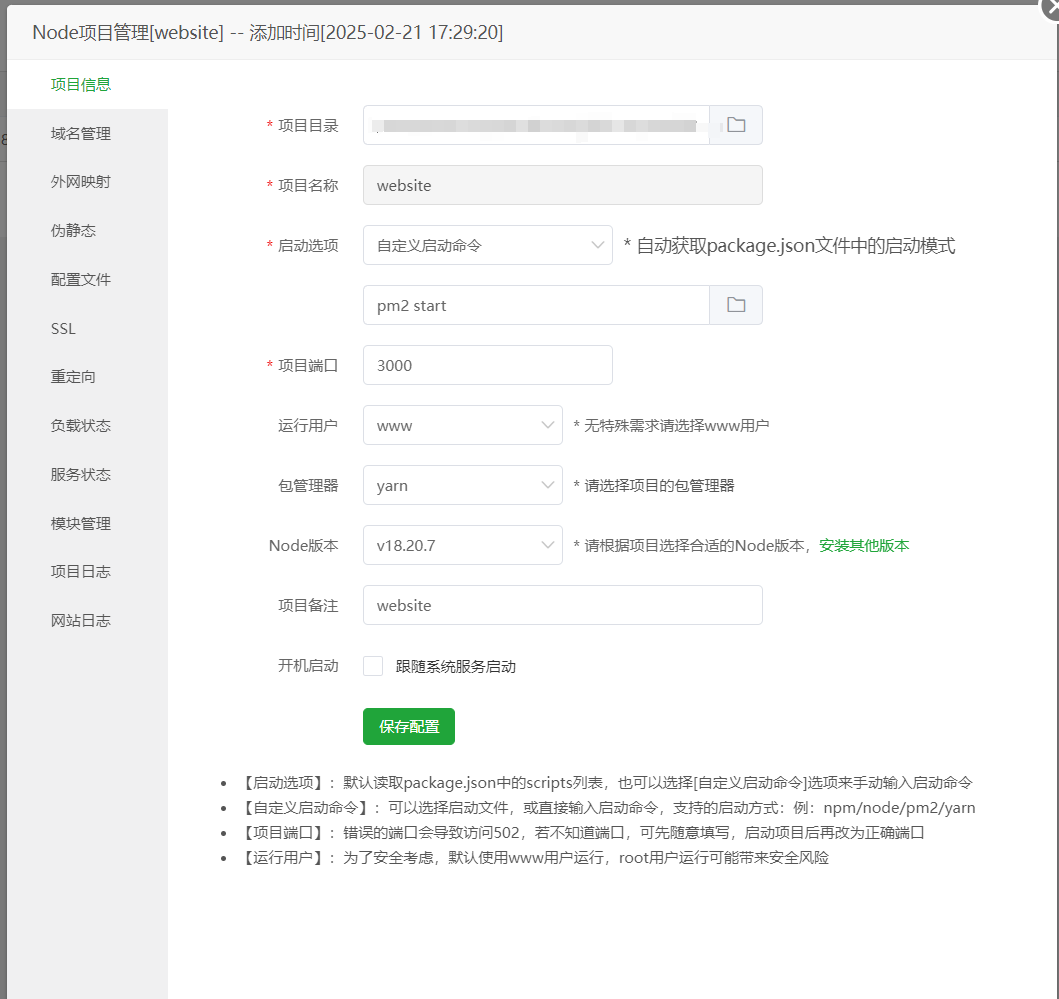 Node项目管理[website] -- 添加时间[2025-02-21 17:29:20]
项目信息
域名管理
外网映射
伪静态
配置文件
SSL
重定向
负载状态
服务状态
模块管理
项目日志
网站日志
* 项目目录
* 项目名称 website
* 启动选项 自定义启动命令 * 自动获取package.json文件中的启动模式
pm2 start
* 项目端口 3000
运行用户 www * 无特殊需求请选择www用户
包管理器 yarn * 请选择项目的包管理器
Node版本 v18.20.7 * 请根据项目选择合适的Node版本，安装其他版本
项目备注 website
开机启动 跟随系统服务启动
保存配置
• 【启动选项】：默认读取package.json中的scripts列表，也可以选择[自定义启动命令]选项来手动输入启动命令
• 【自定义启动命令】：可以选择启动文件，或直接输入启动命令，支持的启动方式：例：npm/node/pm2/yarn
• 【项目端口】：错误的端口会导致访问502，若不知道端口，可先随意填写，启动项目后再改为正确端口
• 【运行用户】：为了安全考虑，默认使用www用户运行，root用户运行可能带来安全风险